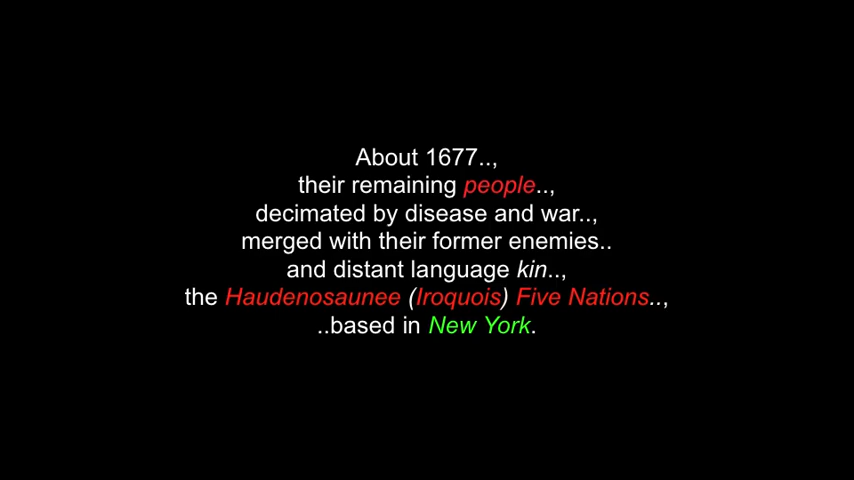 About 1677..,
their remaining people..,
decimated by disease and war..,
merged with their former enemies..
and distant language kin..,
the Haudenosaunee (Iroquois) Five Nations..,
..based in New York.